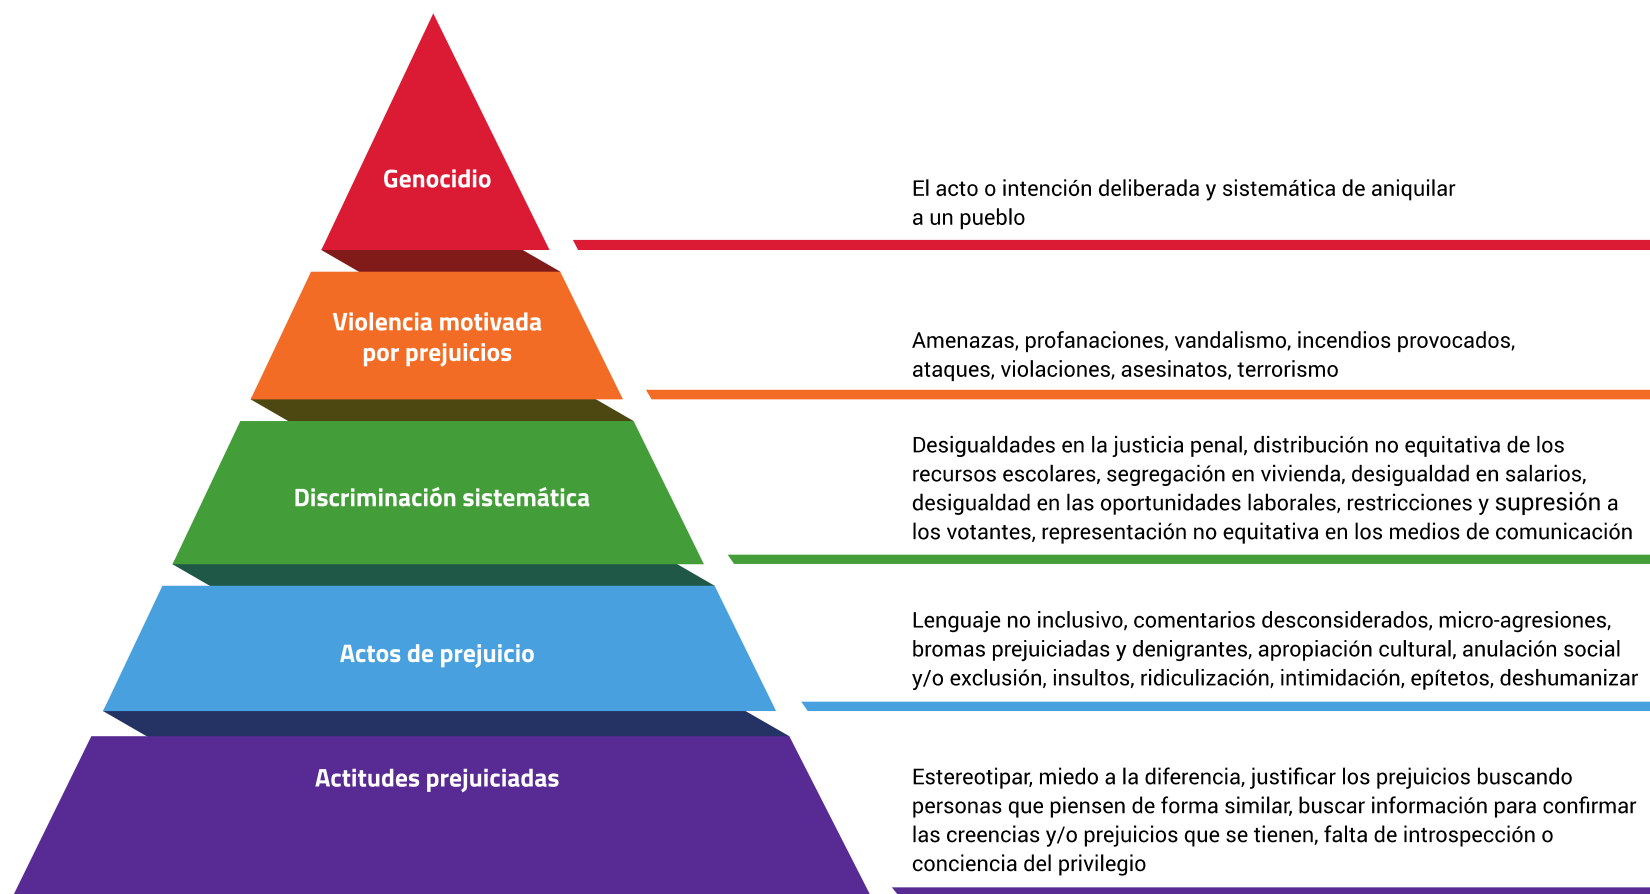 Genocidio
El acto o intención deliberada y sistemática de aniquilar
a un pueblo
Violencia motivada
por prejuicios
Amenazas, profanaciones, vandalismo, incendios provocados,
ataques, violaciones, asesinatos, terrorismo
Discriminación sistemática
Desigualdades en la justicia penal, distribución no equitativa de los
recursos escolares, segregación en vivienda, desigualdad en salarios,
desigualdad en las oportunidades laborales, restricciones y supresión a
los votantes, representación no equitativa en los medios de comunicación
Actos de prejuicio
Lenguaje no inclusivo, comentarios desconsiderados, micro-agresiones,
bromas prejuiciadas y denigrantes, apropiación cultural, anulación social
y/o exclusión, insultos, ridiculización, intimidación, epítetos, deshumanizar
Actitudes prejuiciadas
Estereotipar, miedo a la diferencia, justificar los prejuicios buscando
personas que piensen de forma similar, buscar información para confirmar
las creencias y/o prejuicios que se tienen, falta de introspección o
conciencia del privilegio